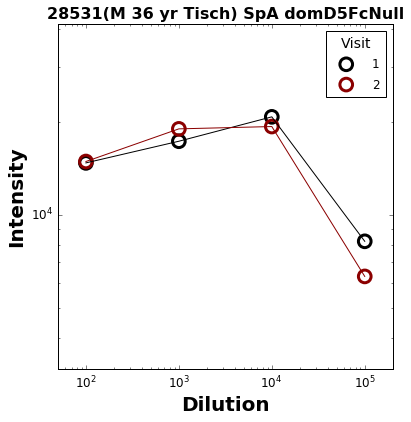 28531(M 36 yr Tisch) SpA domD5FcNull
Visit
1
2
Intensity
10^4
10^2 10^3 10^4 10^5
Dilution